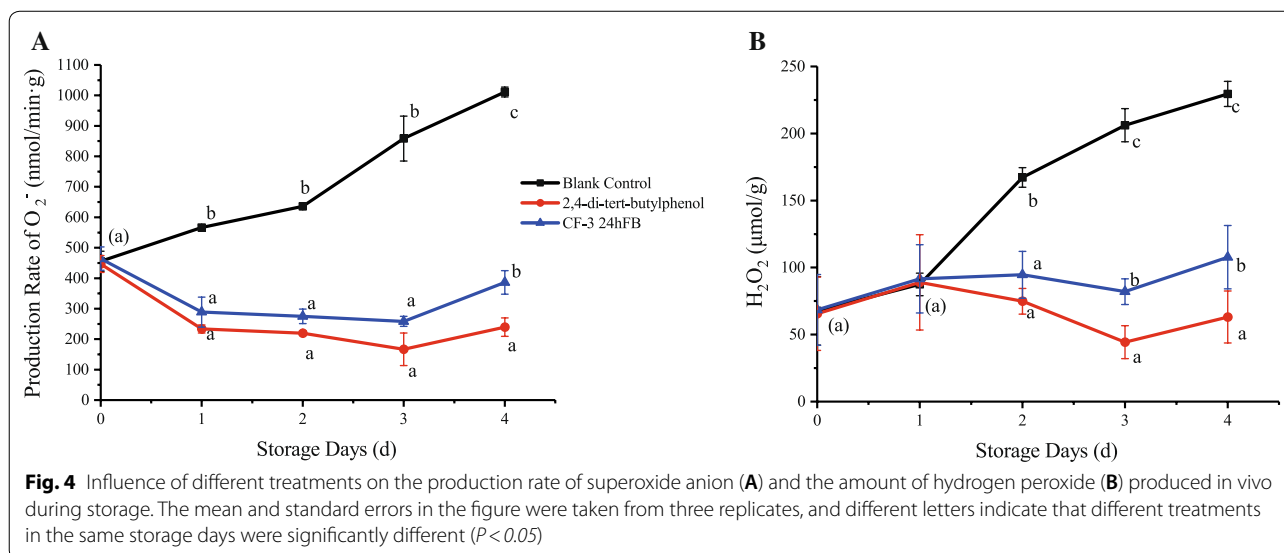 A
Production Rate of O₂⁻ (nmol/min·g)
1100
1000
900
800
700
600
500
400
300
200
100
0
0 1 2 3 4
Storage Days (d)
(a)
b
b
b
c
a
a
a
b
a
a
a
a
Blank Control
2,4-di-tert-butylphenol
CF-3 24hFB
B
H₂O₂ (μmol/g)
250
200
150
100
50
0
0 1 2 3 4
Storage Days (d)
(a)
(a)
b
c
c
a
b
b
a
a
a
Fig. 4 Influence of different treatments on the production rate of superoxide anion (A) and the amount of hydrogen peroxide (B) produced in vivo
during storage. The mean and standard errors in the figure were taken from three replicates, and different letters indicate that different treatments
in the same storage days were significantly different (P < 0.05)